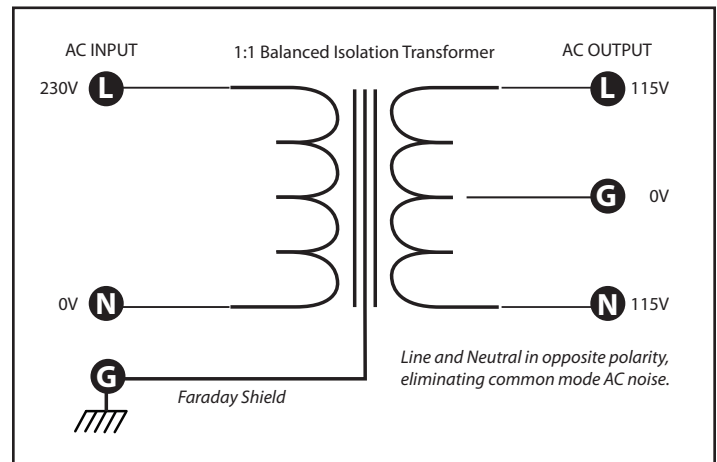 AC INPUT
1:1 Balanced Isolation Transformer
AC OUTPUT
230V L
L 115V
G 0V
0V N
N 115V
G
Faraday Shield
Line and Neutral in opposite polarity,
eliminating common mode AC noise.